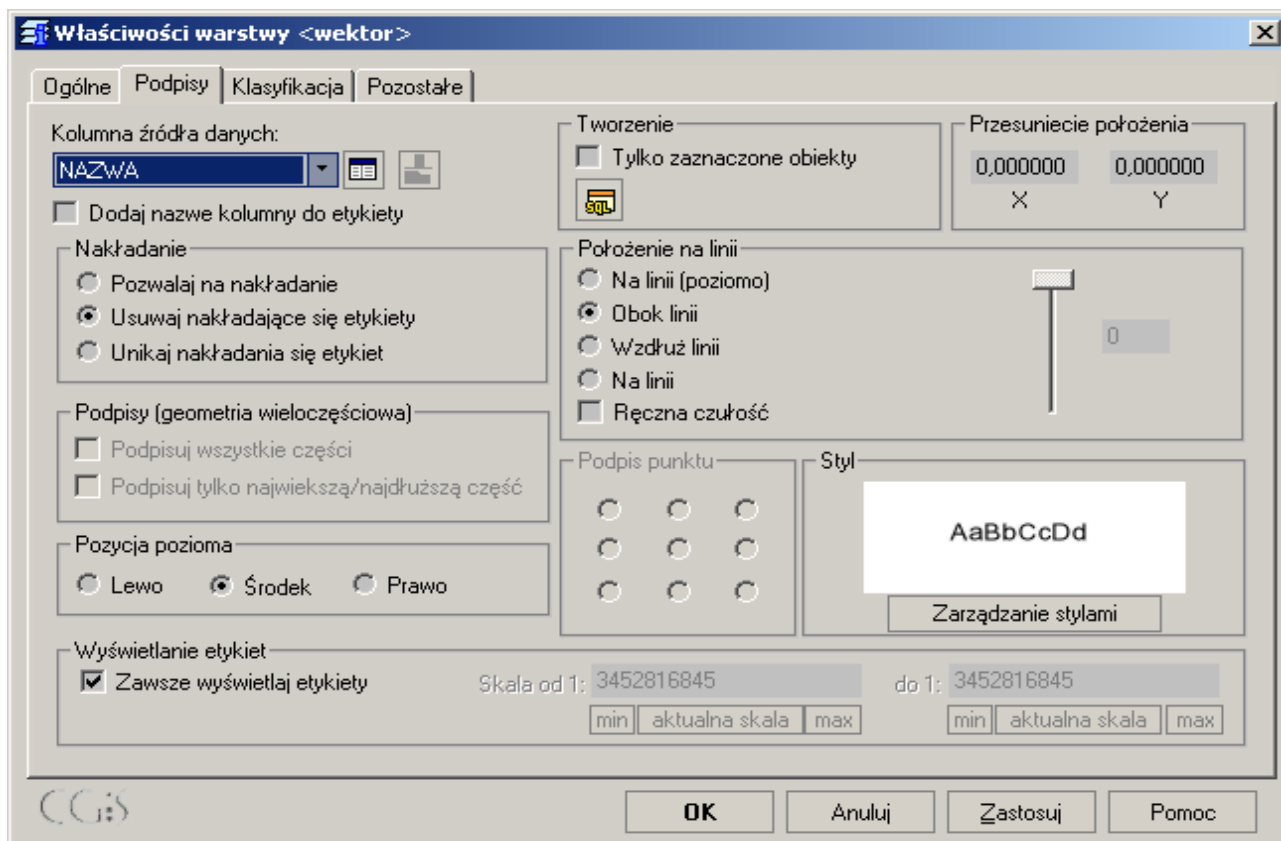 Właściwości warstwy <wektor>
Ogólne
Podpisy
Klasyfikacja
Pozostałe
Kolumna źródła danych:
NAZWA
Dodaj nazwe kolumny do etykiety
Tworzenie
Tylko zaznaczone obiekty
SQL
Przesuniecie położenia
0,000000 0,000000
X Y
Nakładanie
Pozwalaj na nakładanie
Usuwaj nakładające się etykiety
Unikaj nakładania się etykiet
Położenie na linii
Na linii (poziomo)
Obok linii
Wzdłuż linii
Na linii
Ręczna czułość
0
Podpisy (geometria wieloczęściowa)
Podpisuj wszystkie części
Podpisuj tylko najwiekszą/najdłuższą część
Podpis punktu
Styl
AaBbCcDd
Zarządzanie stylami
Pozycja pozioma
Lewo Środek Prawo
Wyświetlanie etykiet
Zawsze wyświetlaj etykiety
Skala od 1: 3452816845 do 1: 3452816845
min aktualna skala max min aktualna skala max
CGiS
OK Anuluj Zastosuj Pomoc